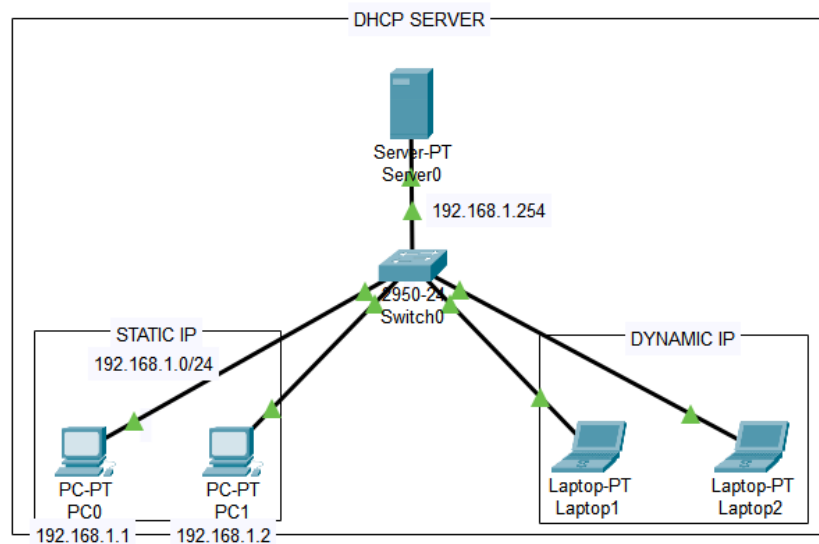 DHCP SERVER
Server-PT
Server0
192.168.1.254
2950-24
Switch0
STATIC IP
192.168.1.0/24
DYNAMIC IP
PC-PT
PC0
192.168.1.1
PC-PT
PC1
192.168.1.2
Laptop-PT
Laptop1
Laptop-PT
Laptop2